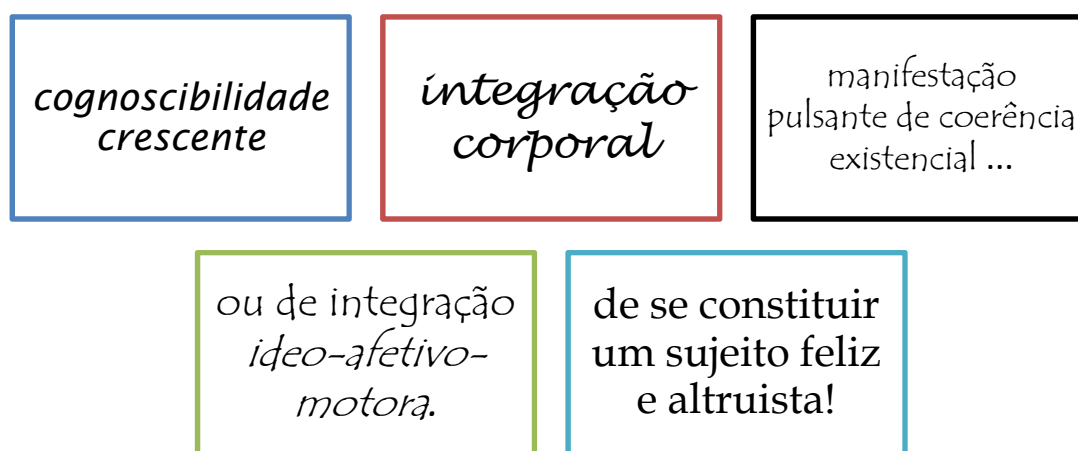 cognoscibilidade
crescente
integração
corporal
manifestação
pulsante de coerência
existencial ...
ou de integração
ideo-afetivo-
motora.
de se constituir
um sujeito feliz
e altruista!